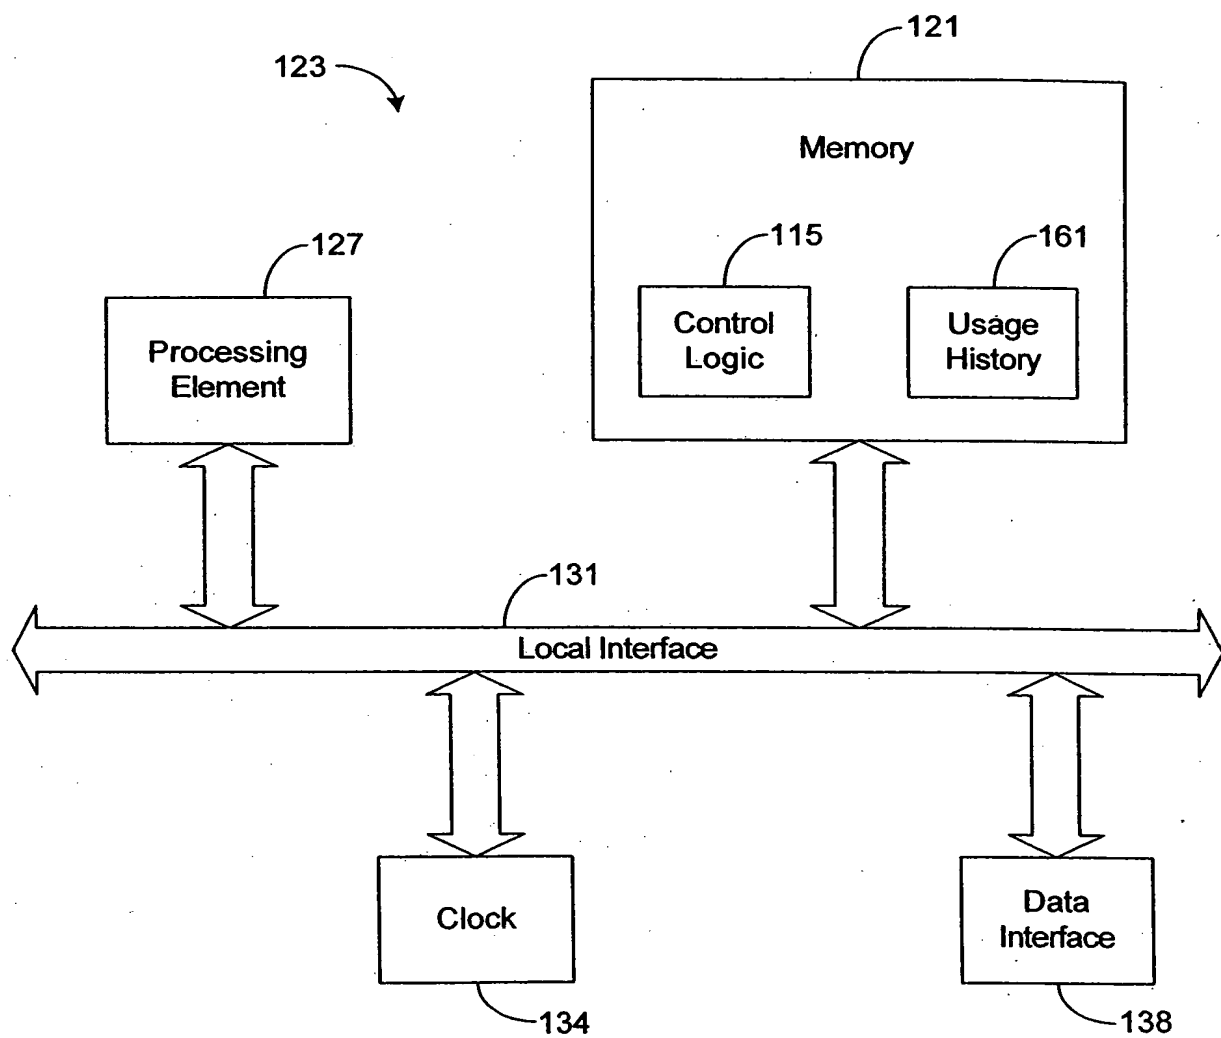 121
123
Memory
127
115
161
Processing
Element
Control
Logic
Usage
History
131
Local Interface
Clock
Data
Interface
134
138